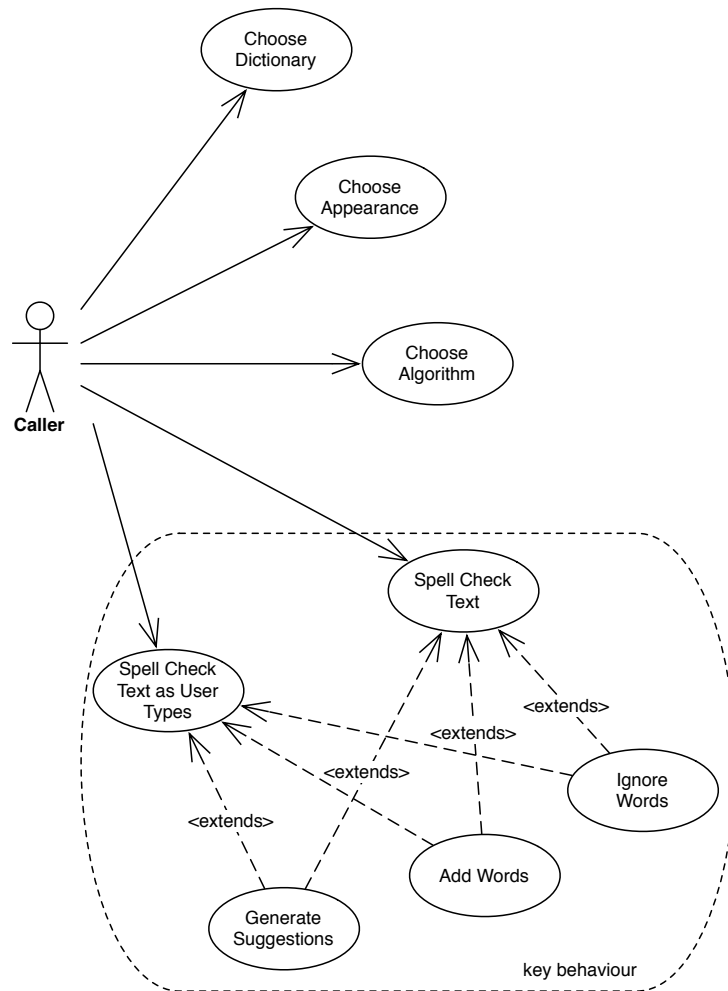 Choose
Dictionary
Choose
Appearance
Choose
Algorithm
Caller
Spell Check
Text
Spell Check
Text as User
Types
<extends>
<extends>
<extends>
<extends>
Ignore
Words
Add Words
Generate
Suggestions
key behaviour